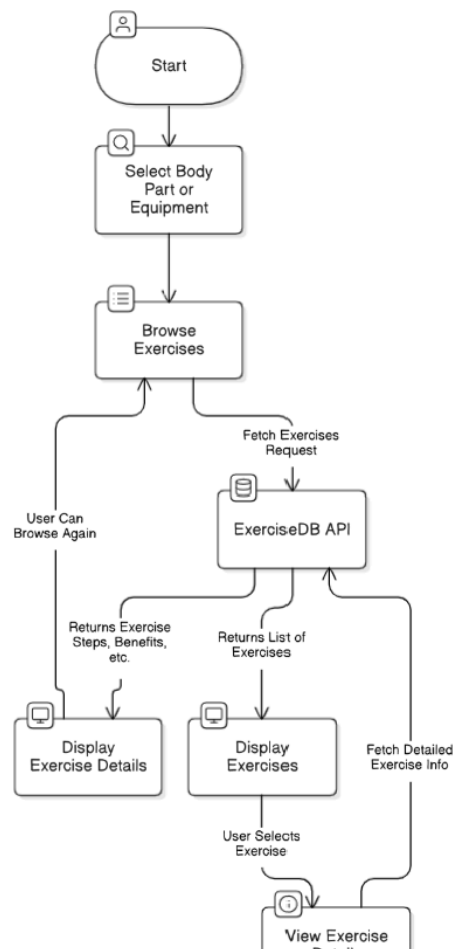 Start
Select Body
Part or
Equipment
Browse
Exercises
Fetch Exercises
Request
ExerciseDB API
User Can
Browse Again
Returns Exercise
Steps, Benefits,
etc.
Returns List of
Exercises
Display
Exercise Details
Display
Exercises
Fetch Detailed
Exercise Info
User Selects
Exercise
View Exercise